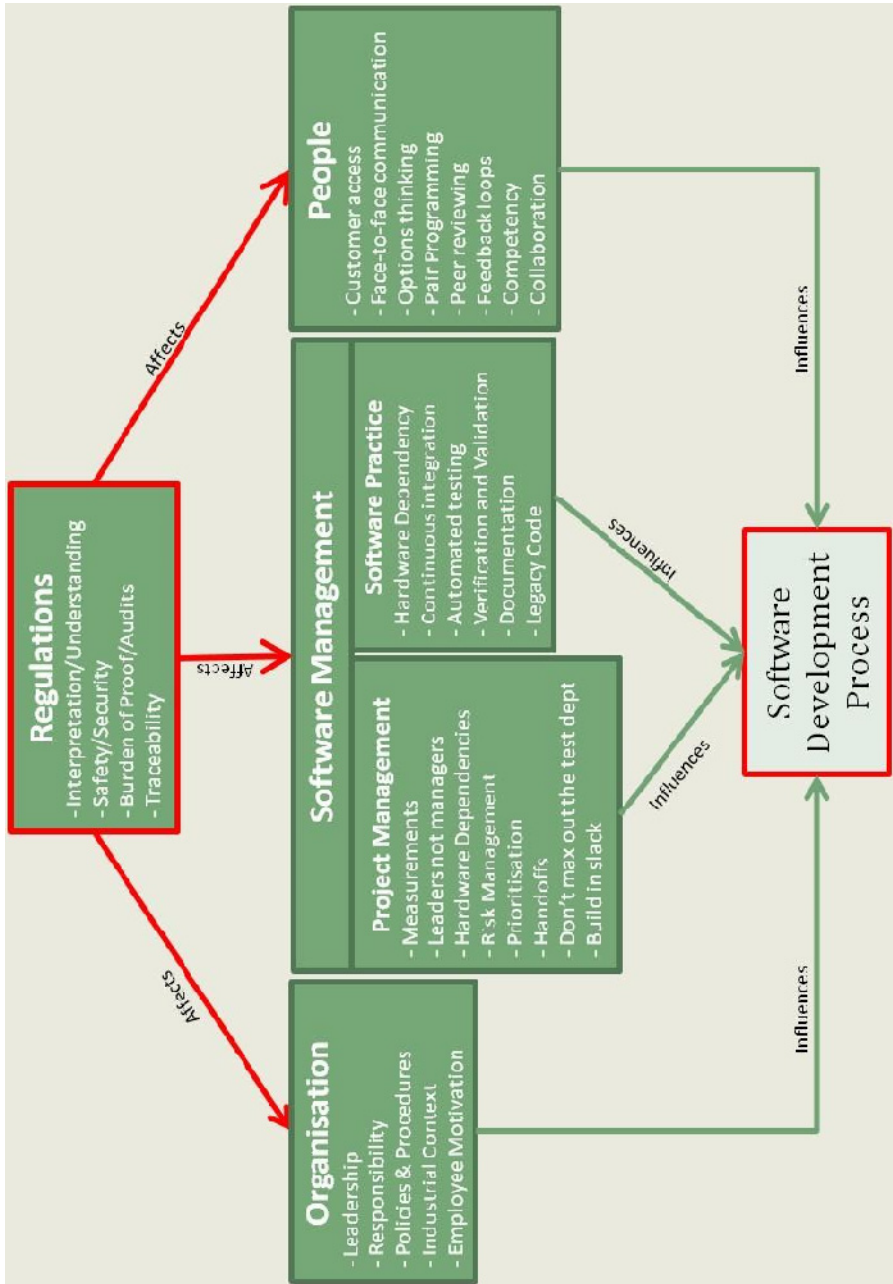 Regulations
- Interpretation/Understanding
- Safety/Security
- Burden of Proof/Audits
- Traceability
Affects
Affects
Affects
Organisation
- Leadership
- Responsibility
- Policies & Procedures
- Industrial Context
- Employee Motivation
Software Management
Project Management
- Measurements
- Leaders not managers
- Hardware Dependencies
- Risk Management
- Prioritisation
- Handoffs
- Don't max out the test dept
- Build in slack
Software Practice
- Hardware Dependency
- Continuous integration
- Automated testing
- Verification and Validation
- Documentation
- Legacy Code
People
- Customer access
- Face-to-face communication
- Options thinking
- Pair Programming
- Peer reviewing
- Feedback loops
- Competency
- Collaboration
Influences
Influences
Influences
Influences
Software
Development
Process